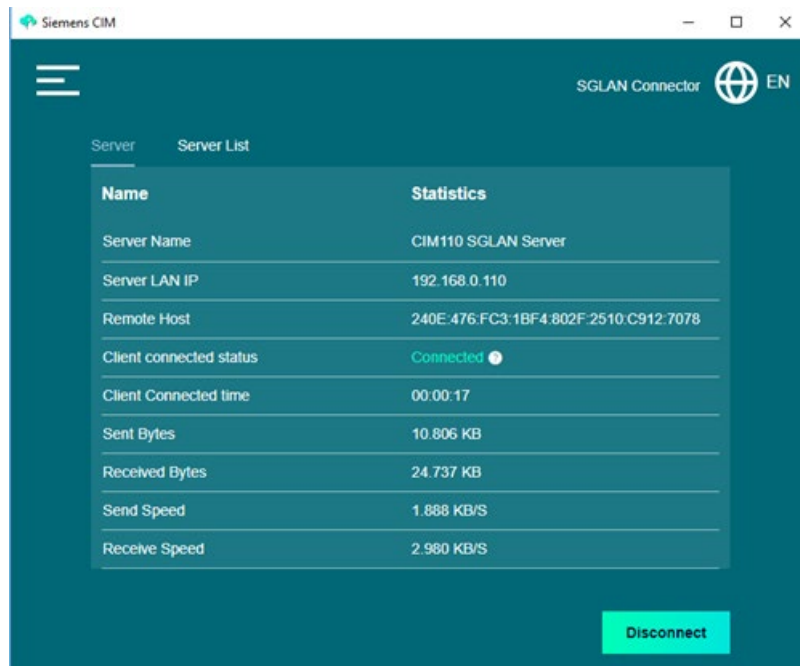 Siemens CIM
SGLAN Connector EN
Server Server List
Name Statistics
Server Name CIM110 SGLAN Server
Server LAN IP 192.168.0.110
Remote Host 240E:476:FC3:1BF4:802F:2510:C912:7078
Client connected status Connected ?
Client Connected time 00:00:17
Sent Bytes 10.806 KB
Received Bytes 24.737 KB
Send Speed 1.888 KB/S
Receive Speed 2.980 KB/S
Disconnect